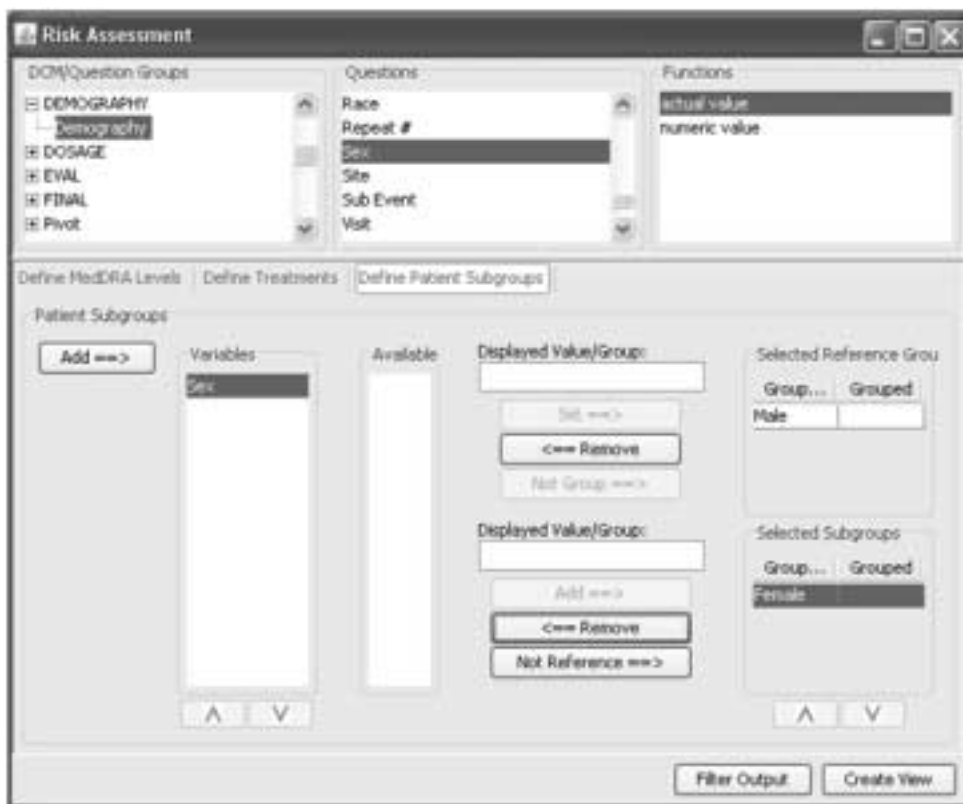 Risk Assessment
DCM/Question Groups
DEMOGRAPHY
Demography
DOSAGE
EVAL
FINAL
Pivot
Questions
Race
Repeat #
Sex
Site
Sub Event
Visit
Functions
actual value
numeric value
Define MedDRA Levels
Define Treatments
Define Patient Subgroups
Patient Subgroups
Add ==>
Variables
Sex
Available
Displayed Value/Group:
Set ==>
<== Remove
Not Group ==>
Displayed Value/Group:
Add ==>
<== Remove
Not Reference ==>
Selected Reference Grou
Group... Grouped
Male
Selected Subgroups
Group... Grouped
Female
Filter Output
Create View